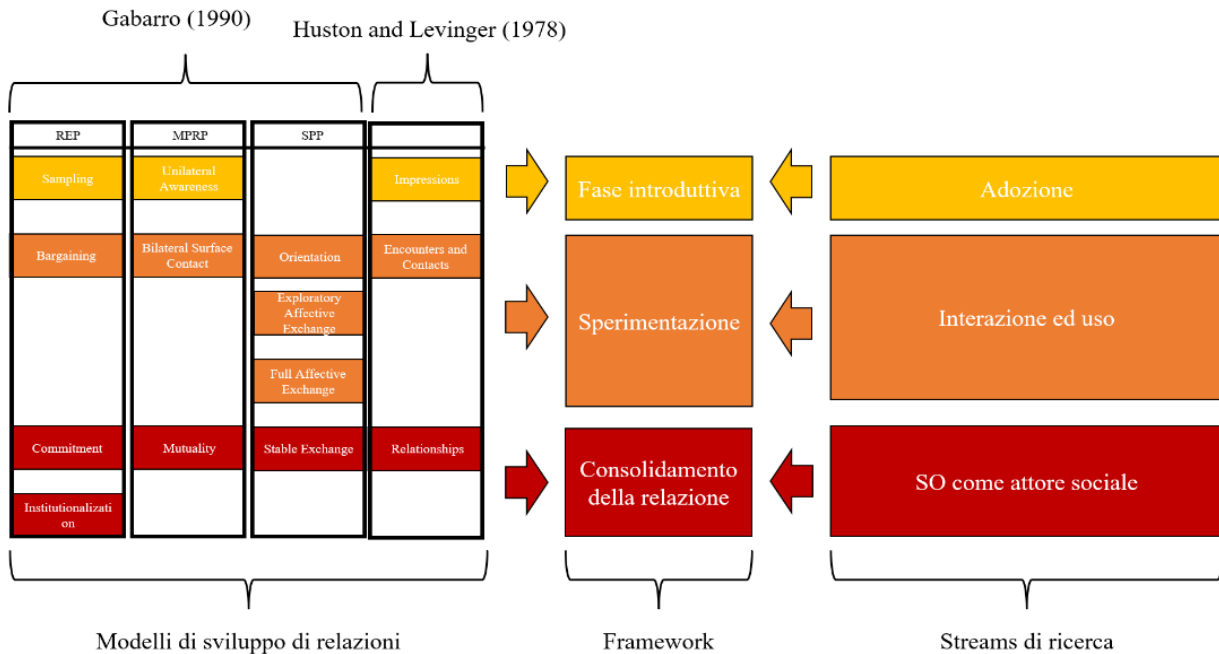 Gabarro (1990)
Huston and Levinger (1978)
REP
MPRP
SPP
Sampling
Unilateral
Awareness
Impressions
Fase introduttiva
Adozione
Bargaining
Bilateral Surface
Contact
Orientation
Encounters and
Contacts
Exploratory
Affective
Exchange
Sperimentazione
Interazione ed uso
Full Affective
Exchange
Commitment
Mutuality
Stable Exchange
Relationships
Consolidamento
della relazione
SO come attore sociale
Institutionalizati
on
Modelli di sviluppo di relazioni
Framework
Streams di ricerca